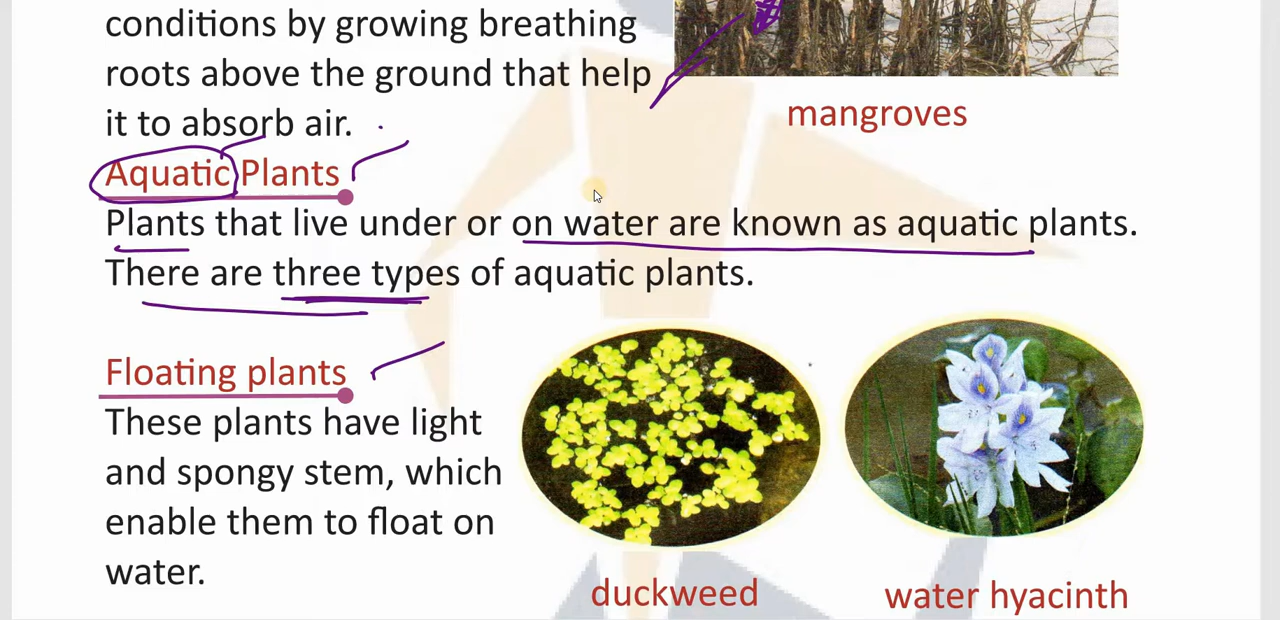 conditions by growing breathing
roots above the ground that help
it to absorb air.
mangroves
Aquatic Plants
Plants that live under or on water are known as aquatic plants.
There are three types of aquatic plants.
Floating plants
These plants have light
and spongy stem, which
enable them to float on
water.
duckweed
water hyacinth